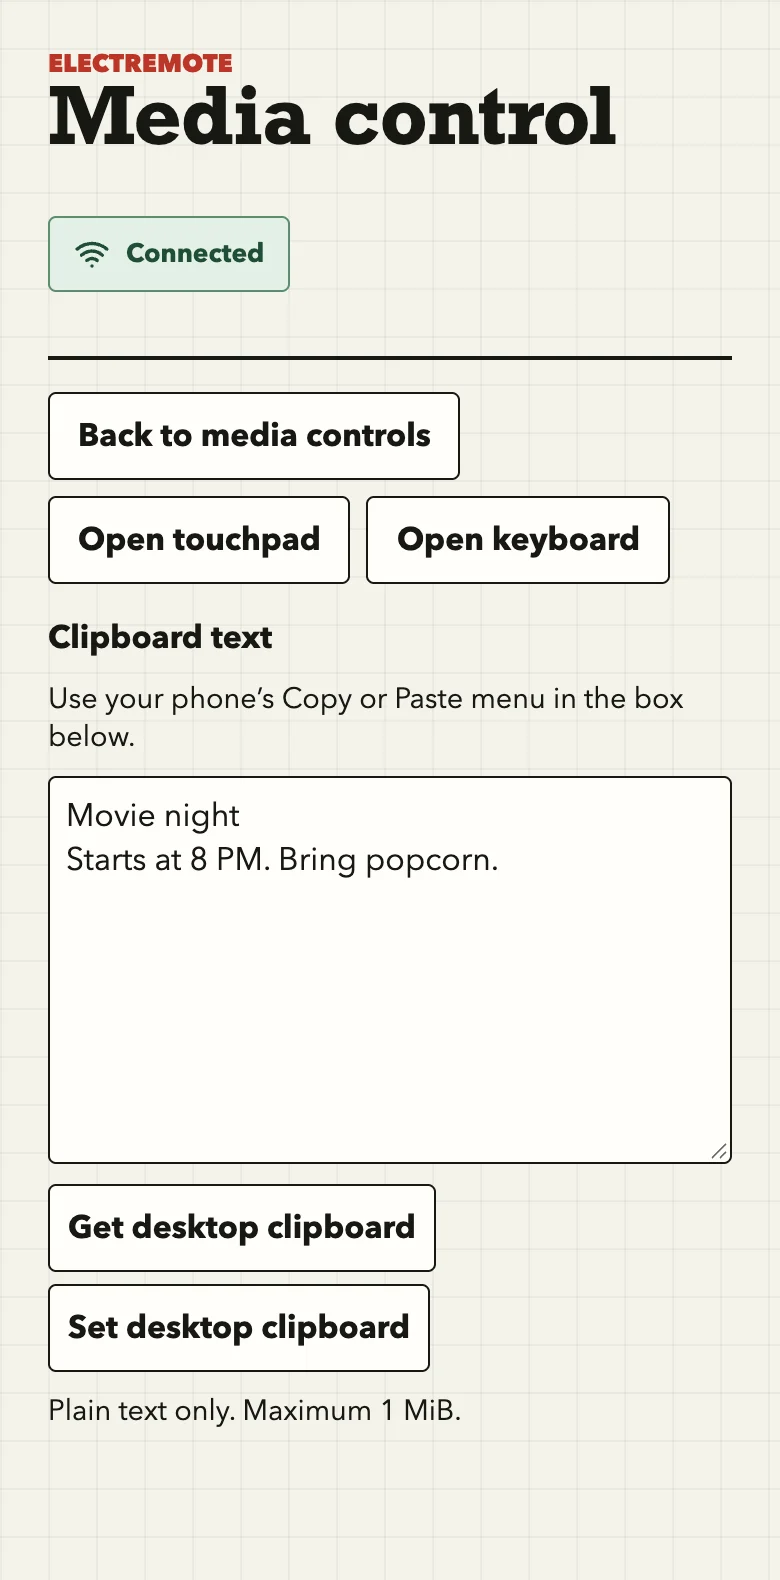 ELECTREMOTE
Media control
Connected
Back to media controls
Open touchpad
Open keyboard
Clipboard text
Use your phone’s Copy or Paste menu in the box
below.
Movie night
Starts at 8 PM. Bring popcorn.
Get desktop clipboard
Set desktop clipboard
Plain text only. Maximum 1 MiB.